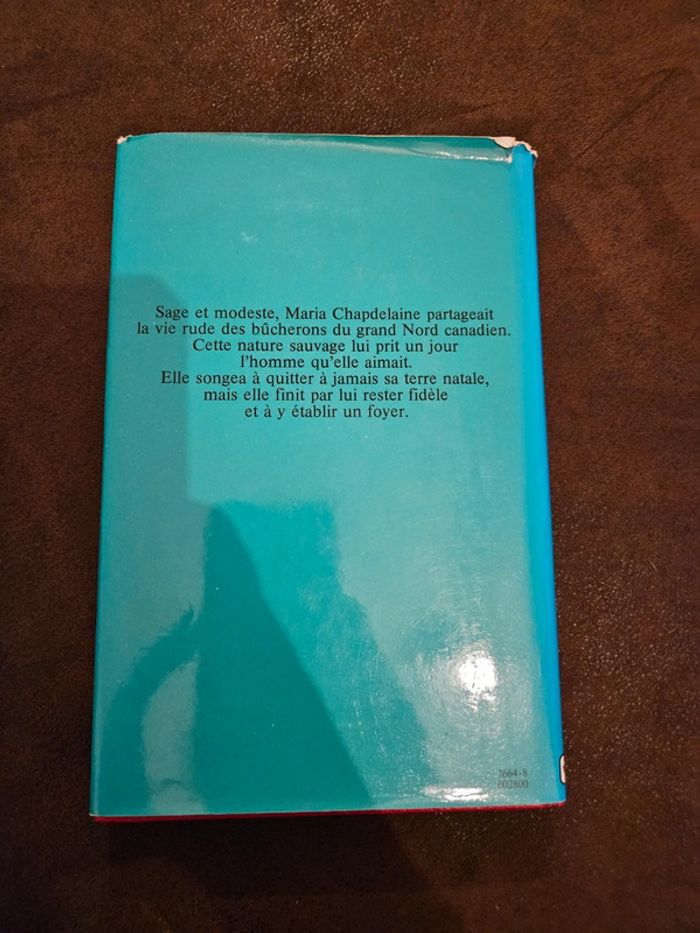 Sage et modeste, Maria Chapdelaine partageait
la vie rude des bûcherons du grand Nord canadien.
Cette nature sauvage lui prit un jour
l'homme qu'elle aimait.
Elle songea à quitter à jamais sa terre natale,
mais elle finit par lui rester fidèle
et à y établir un foyer.
7664-8
002800